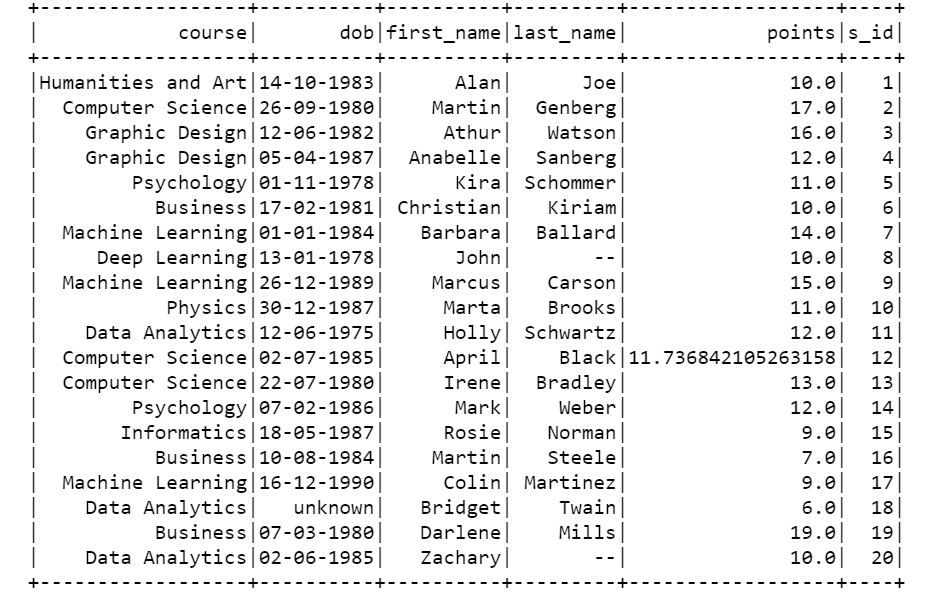 +------------------+----------+----------+---------+------------------+----+
|            course|       dob|first_name|last_name|            points|s_id|
+------------------+----------+----------+---------+------------------+----+
|Humanities and Art|14-10-1983|      Alan|      Joe|              10.0|   1|
|  Computer Science|26-09-1980|    Martin|  Genberg|              17.0|   2|
|    Graphic Design|12-06-1982|     Athur|   Watson|              16.0|   3|
|    Graphic Design|05-04-1987|  Anabelle|  Sanberg|              12.0|   4|
|        Psychology|01-11-1978|      Kira| Schommer|              11.0|   5|
|          Business|17-02-1981| Christian|   Kiriam|              10.0|   6|
|  Machine Learning|01-01-1984|   Barbara|  Ballard|              14.0|   7|
|     Deep Learning|13-01-1978|      John|       --|              10.0|   8|
|  Machine Learning|26-12-1989|    Marcus|   Carson|              15.0|   9|
|           Physics|30-12-1987|     Marta|   Brooks|              11.0|  10|
|    Data Analytics|12-06-1975|     Holly| Schwartz|              12.0|  11|
|  Computer Science|02-07-1985|     April|    Black|11.736842105263158|  12|
|  Computer Science|22-07-1980|     Irene|  Bradley|              13.0|  13|
|        Psychology|07-02-1986|      Mark|    Weber|              12.0|  14|
|       Informatics|18-05-1987|     Rosie|   Norman|               9.0|  15|
|          Business|10-08-1984|    Martin|   Steele|               7.0|  16|
|  Machine Learning|16-12-1990|     Colin| Martinez|               9.0|  17|
|    Data Analytics|   unknown|   Bridget|    Twain|               6.0|  18|
|          Business|07-03-1980|   Darlene|    Mills|              19.0|  19|
|    Data Analytics|02-06-1985|   Zachary|       --|              10.0|  20|
+------------------+----------+----------+---------+------------------+----+